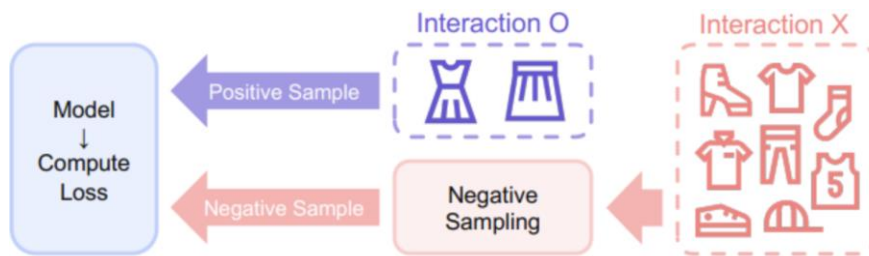 Interaction O
Interaction X
Positive Sample
Model
↓
Compute
Loss
Negative Sample
Negative
Sampling
5